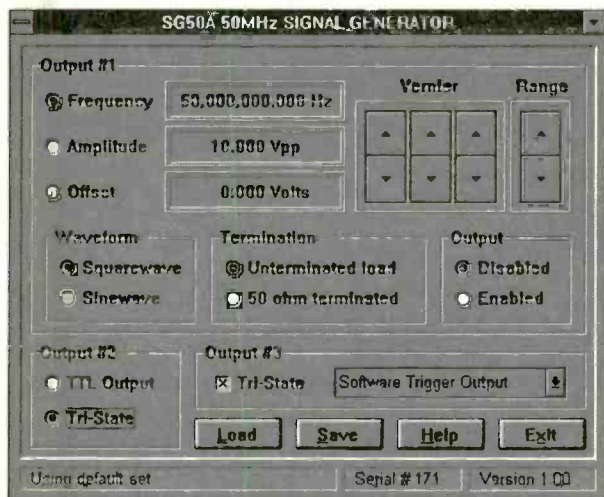 SG50A 50MHz SIGNAL GENERATOR
Output #1
Vernier
Range
Frequency
50,000,000.000 Hz
Amplitude
10.000 Vpp
Offset
0.000 Volts
Waveform
Termination
Output
Squarewave
Unterminated load
Disabled
Sinewave
50 ohm terminated
Enabled
Output #2
Output #3
TTL Output
Tri-State
Software Trigger Output
Tri-State
Load
Save
Help
Exit
Using default set
Serial # 171
Version 1.00